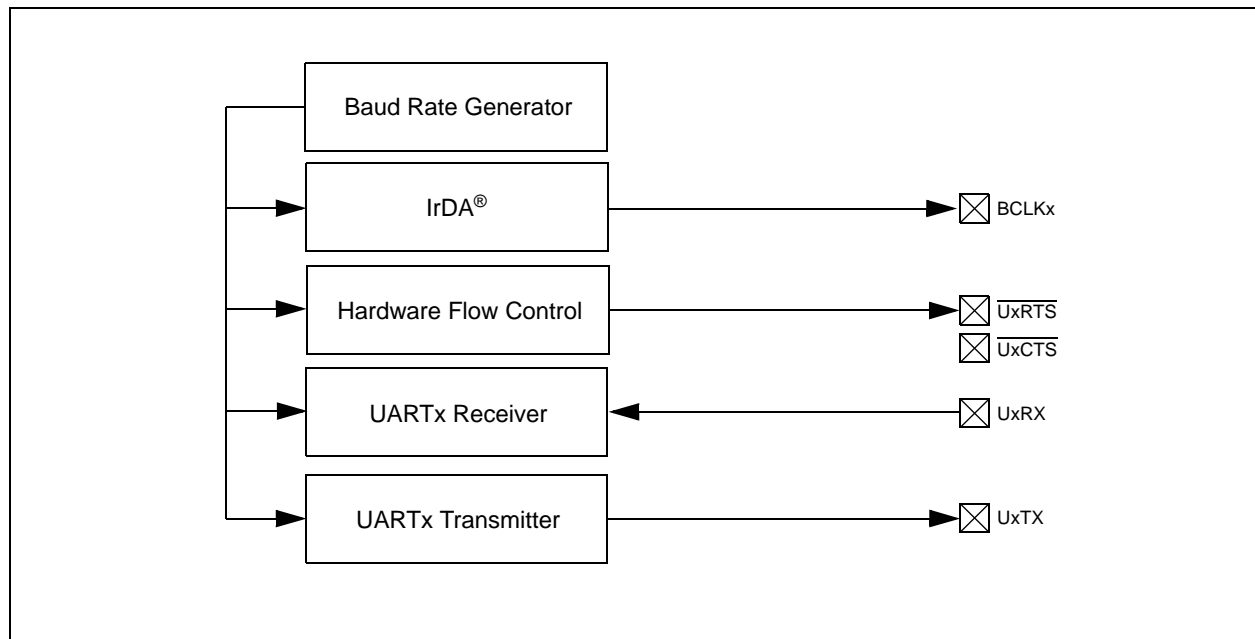 Baud Rate Generator
IrDA®
BCLKx
Hardware Flow Control
UxRTS
UxCTS
UARTx Receiver
UxRX
UARTx Transmitter
UxTX